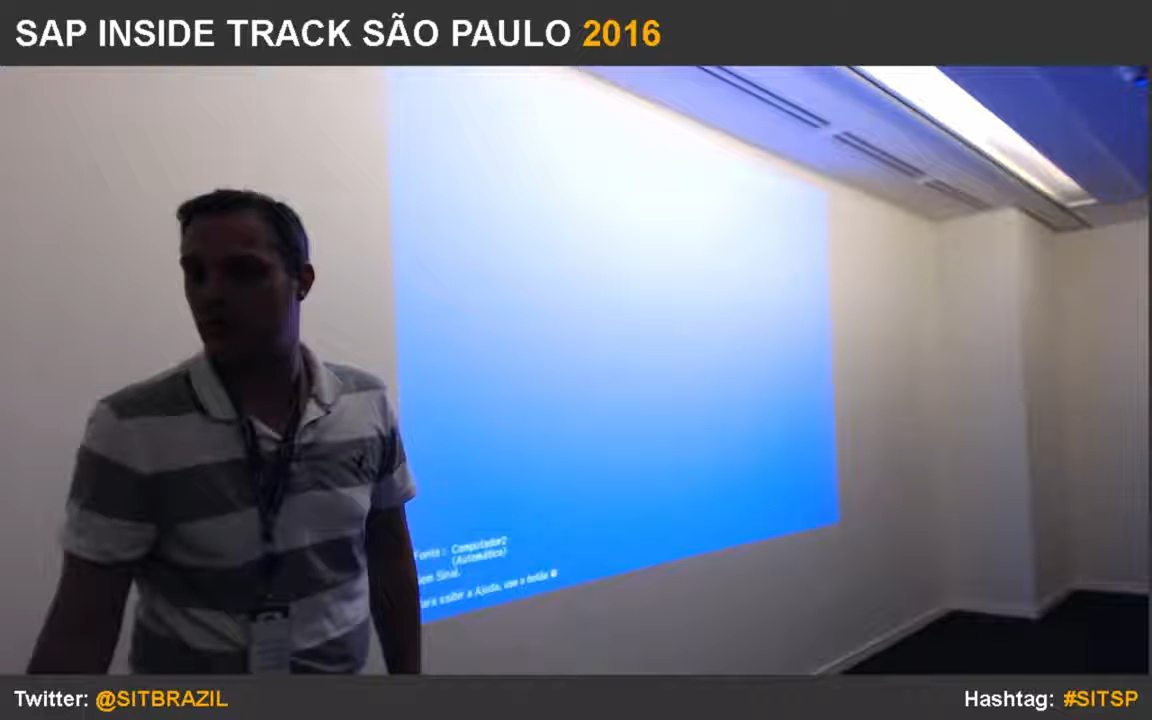 SAP INSIDE TRACK SÃO PAULO 2016
Fonte : Computador2
(Automático)
Sem Sinal.
Para exibir a Ajuda, use o botão
Twitter: @SITBRAZIL
Hashtag: #SITSP